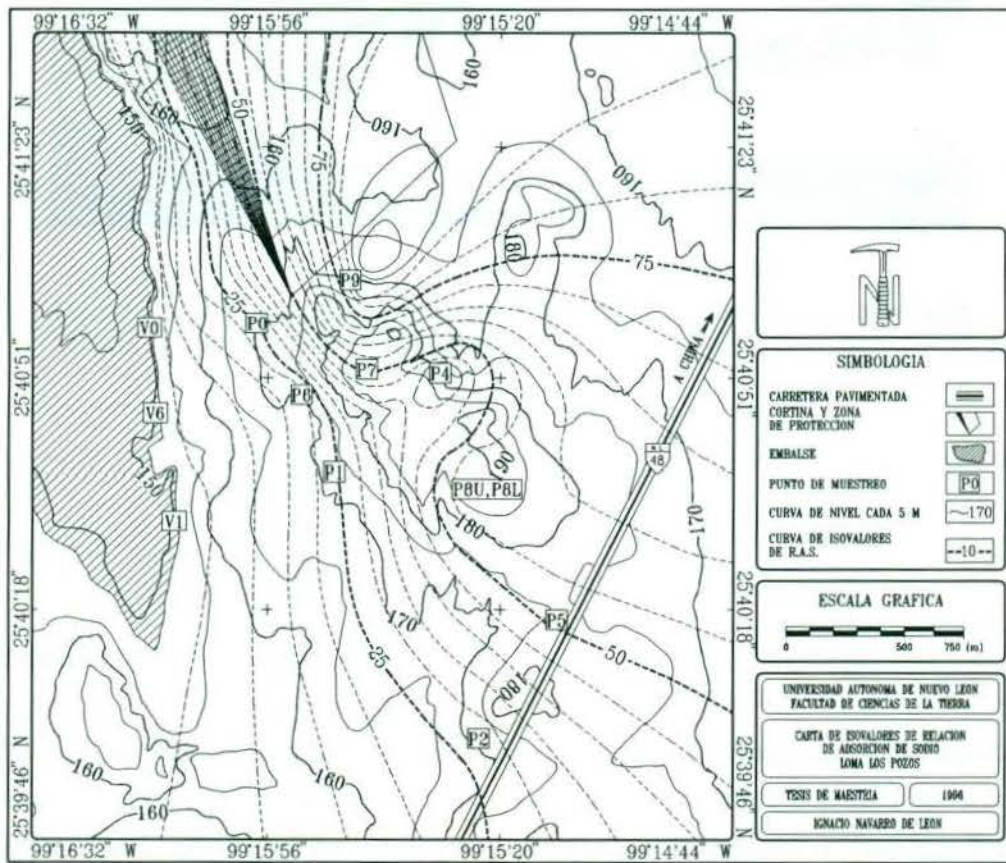 99°16'32" W
99°15'56"
99°15'20"
99°14'44" W
25°41'23" N
25°40'51"
25°40'18"
25°39'46" N
25°41'23" N
25°40'51"
25°40'18"
25°39'46" N
99°16'32" W
99°15'56"
99°15'20"
99°14'44" W
150
160
50
160
75
160
160
160
180
75
P9
25
P0
V0
P7
P4
A CHINA
P6
V6
P1
90
N.L.
48
P8U,P8L
150
V1
180
170
170
P5
25
50
180
P2
160
160
160
SIMBOLOGIA
CARRETERA PAVIMENTADA
CORTINA Y ZONA
DE PROTECCION
EMBALSE
PUNTO DE MUESTREO
P0
CURVA DE NIVEL CADA 5 M
170
CURVA DE ISOVALORES
DE R.A.S.
10
ESCALA GRAFICA
0 500 750 (m)
UNIVERSIDAD AUTONOMA DE NUEVO LEON
FACULTAD DE CIENCIAS DE LA TIERRA
CARTA DE ISOVALORES DE RELACION
DE ADSORCION DE SODIO
LOMA LOS POZOS
TESIS DE MAESTRIA
1996
IGNACIO NAVARRO DE LEON